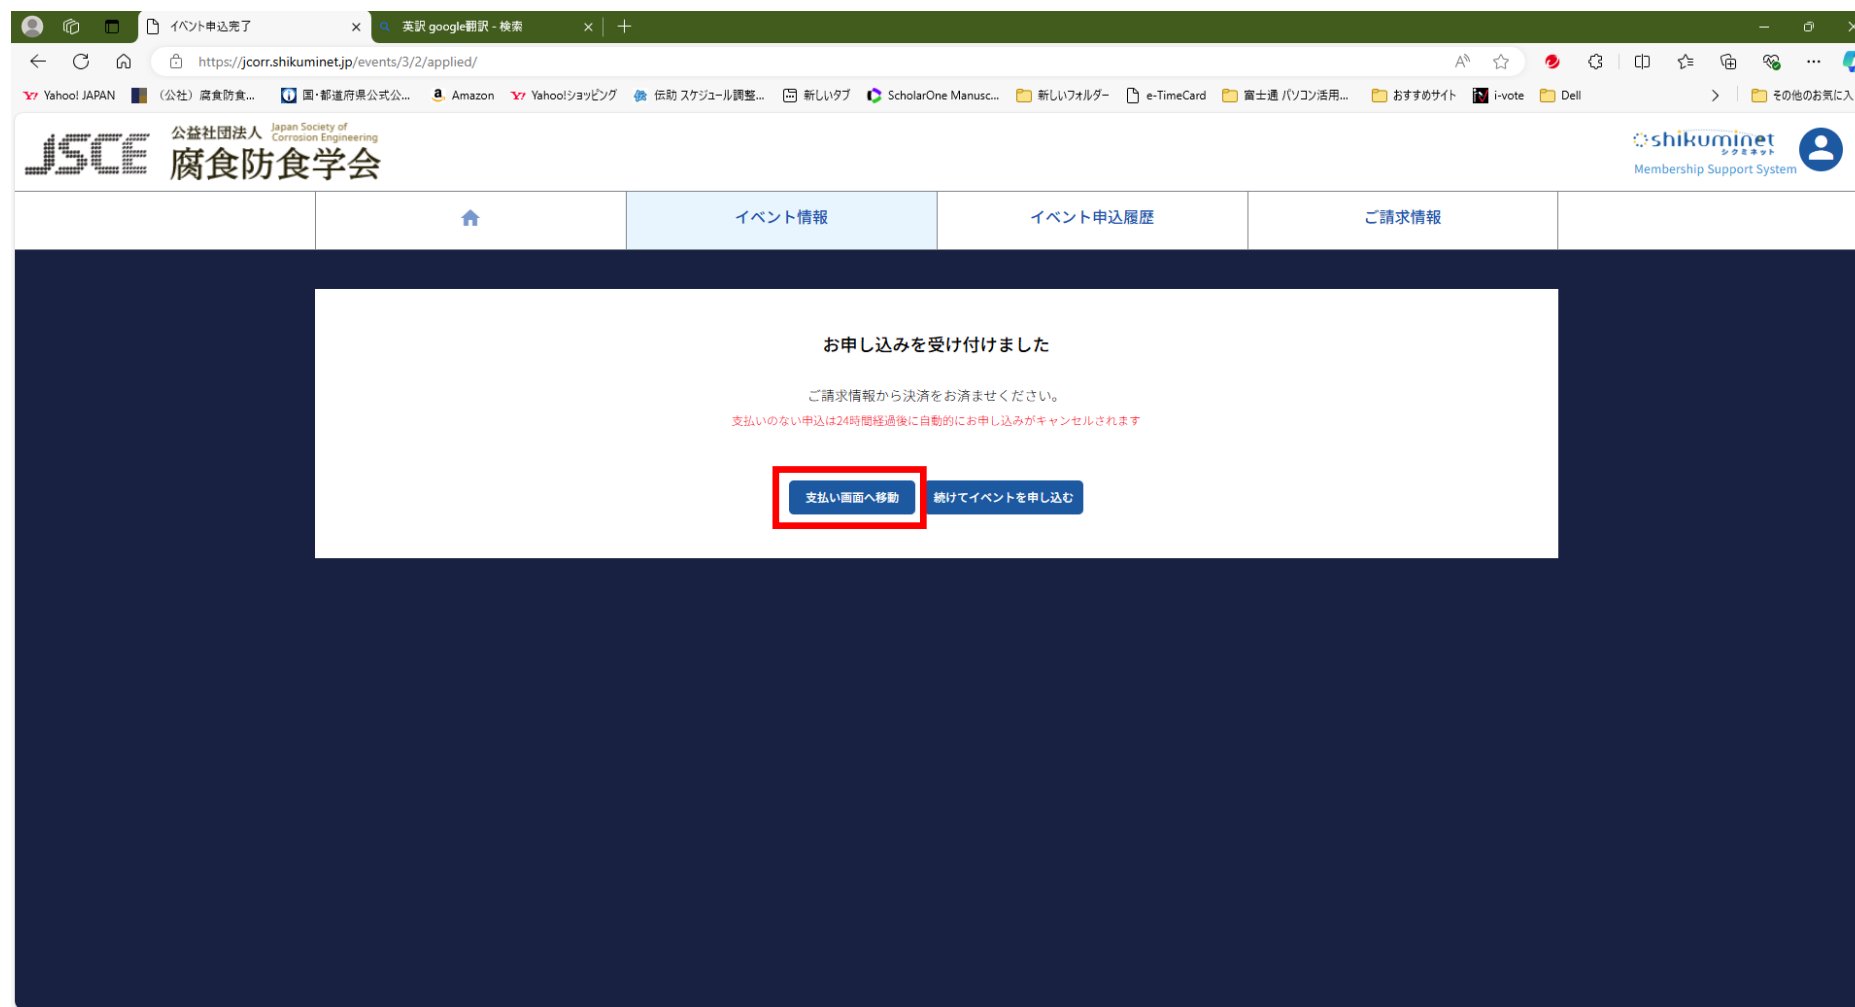 イベント申込完了
英訳 google翻訳 - 検索
https://jcorr.shikuminet.jp/events/3/2/applied/
Yahoo! JAPAN
（公社）腐食防食...
国・都道府県公式公...
Amazon
Yahoo!ショッピング
伝助 スケジュール調整...
新しいタブ
ScholarOne Manusc...
新しいフォルダー
e-TimeCard
富士通 パソコン活用...
おすすめサイト
i-vote
Dell
その他のお気に入
JSCE
公益社団法人
Japan Society of
Corrosion Engineering
腐食防食学会
shikuminet
シクミネット
Membership Support System
イベント情報
イベント申込履歴
ご請求情報
お申し込みを受け付けました
ご請求情報から決済をお済ませください。
支払いのない申込は24時間経過後に自動的にお申し込みがキャンセルされます
支払い画面へ移動
続けてイベントを申し込む